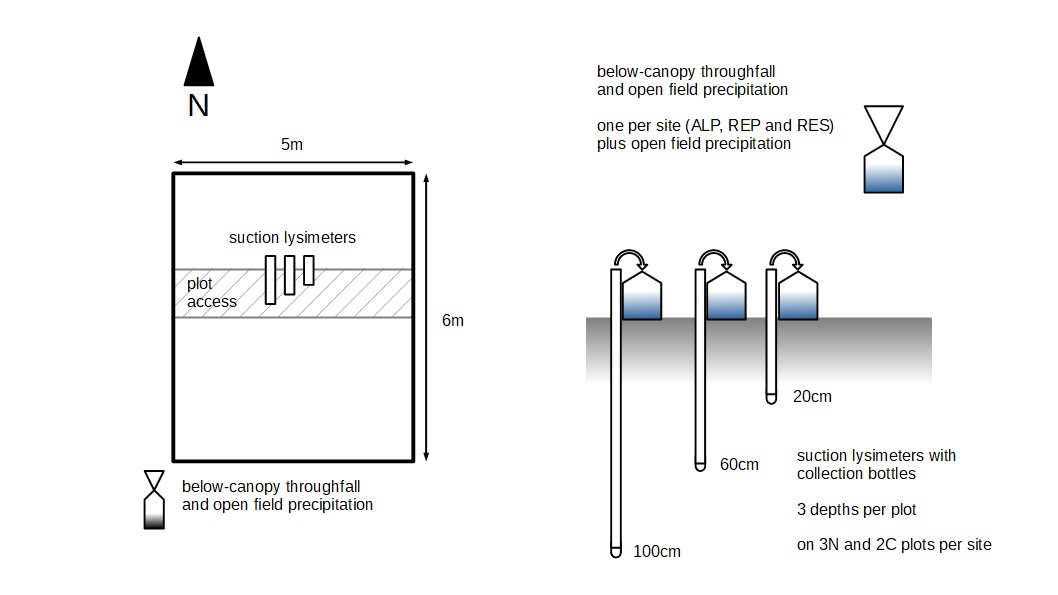 N
5m
suction lysimeters
plot
access
6m
below-canopy throughfall
and open field precipitation
below-canopy throughfall
and open field precipitation
one per site (ALP, REP and RES)
plus open field precipitation
20cm
60cm
100cm
suction lysimeters with
collection bottles
3 depths per plot
on 3N and 2C plots per site